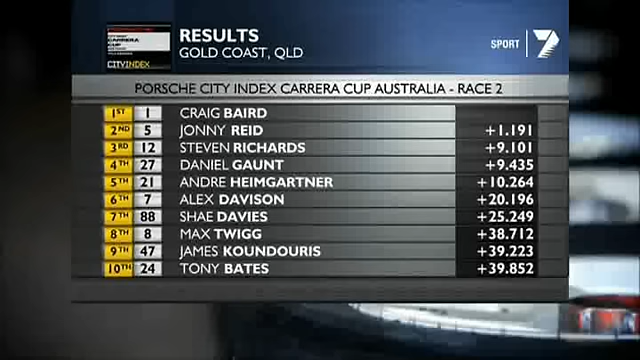 CARRERA
CUP
CITYINDEX
RESULTS
GOLD COAST, QLD
SPORT 7
PORSCHE CITY INDEX CARRERA CUP AUSTRALIA - RACE 2
1ST 1 CRAIG BAIRD
2ND 5 JONNY REID +1.191
3RD 12 STEVEN RICHARDS +9.101
4TH 27 DANIEL GAUNT +9.435
5TH 21 ANDRE HEIMGARTNER +10.264
6TH 7 ALEX DAVISON +20.196
7TH 88 SHAE DAVIES +25.249
8TH 8 MAX TWIGG +38.712
9TH 47 JAMES KOUNDOURIS +39.223
10TH 24 TONY BATES +39.852